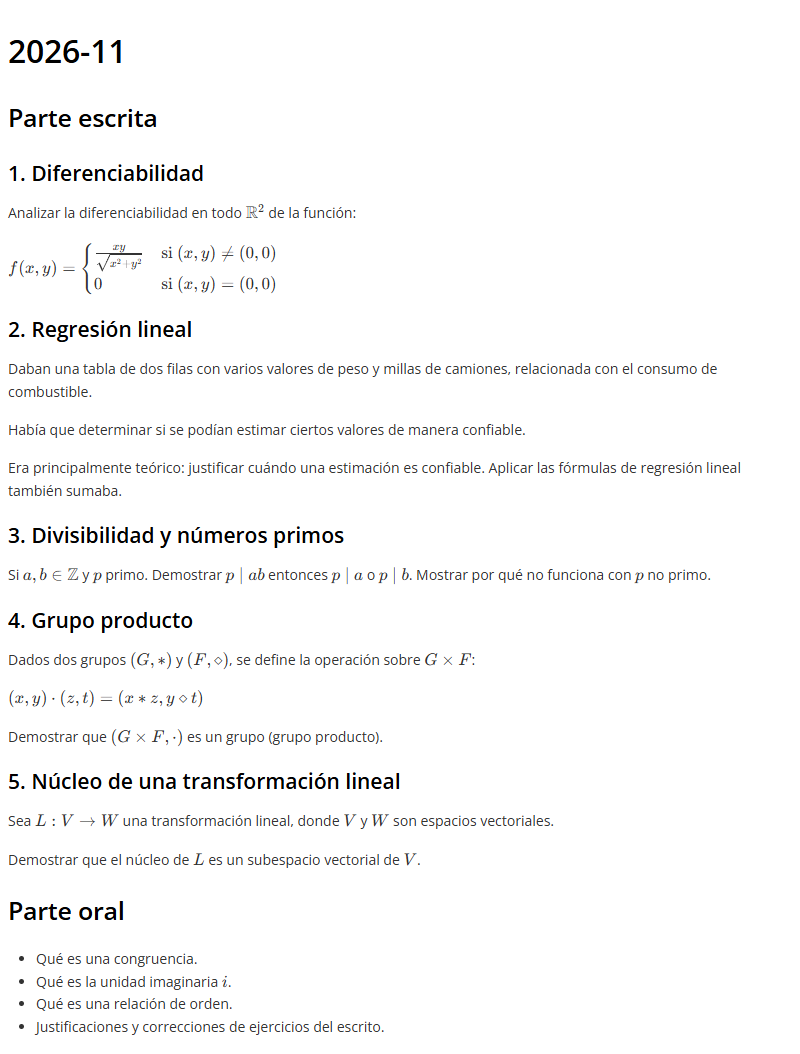 2026-11
Parte escrita
1. Diferenciabilidad
Analizar la diferenciabilidad en todo ℝ² de la función:
f(x, y) = { xy / √(x² + y²) si (x, y) ≠ (0, 0)
0 si (x, y) = (0, 0)
2. Regresión lineal
Daban una tabla de dos filas con varios valores de peso y millas de camiones, relacionada con el consumo de
combustible.
Había que determinar si se podían estimar ciertos valores de manera confiable.
Era principalmente teórico: justificar cuándo una estimación es confiable. Aplicar las fórmulas de regresión lineal
también sumaba.
3. Divisibilidad y números primos
Si a, b ∈ ℤ y p primo. Demostrar p | ab entonces p | a o p | b. Mostrar por qué no funciona con p no primo.
4. Grupo producto
Dados dos grupos (G, ∗) y (F, ⋄), se define la operación sobre G × F:
(x, y) · (z, t) = (x ∗ z, y ⋄ t)
Demostrar que (G × F, ·) es un grupo (grupo producto).
5. Núcleo de una transformación lineal
Sea L : V → W una transformación lineal, donde V y W son espacios vectoriales.
Demostrar que el núcleo de L es un subespacio vectorial de V.
Parte oral
• Qué es una congruencia.
• Qué es la unidad imaginaria i.
• Qué es una relación de orden.
• Justificaciones y correcciones de ejercicios del escrito.